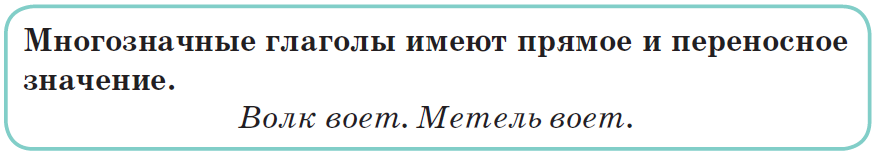 Многозначные глаголы имеют прямое и переносное
значение.
Волк воет. Метель воет.